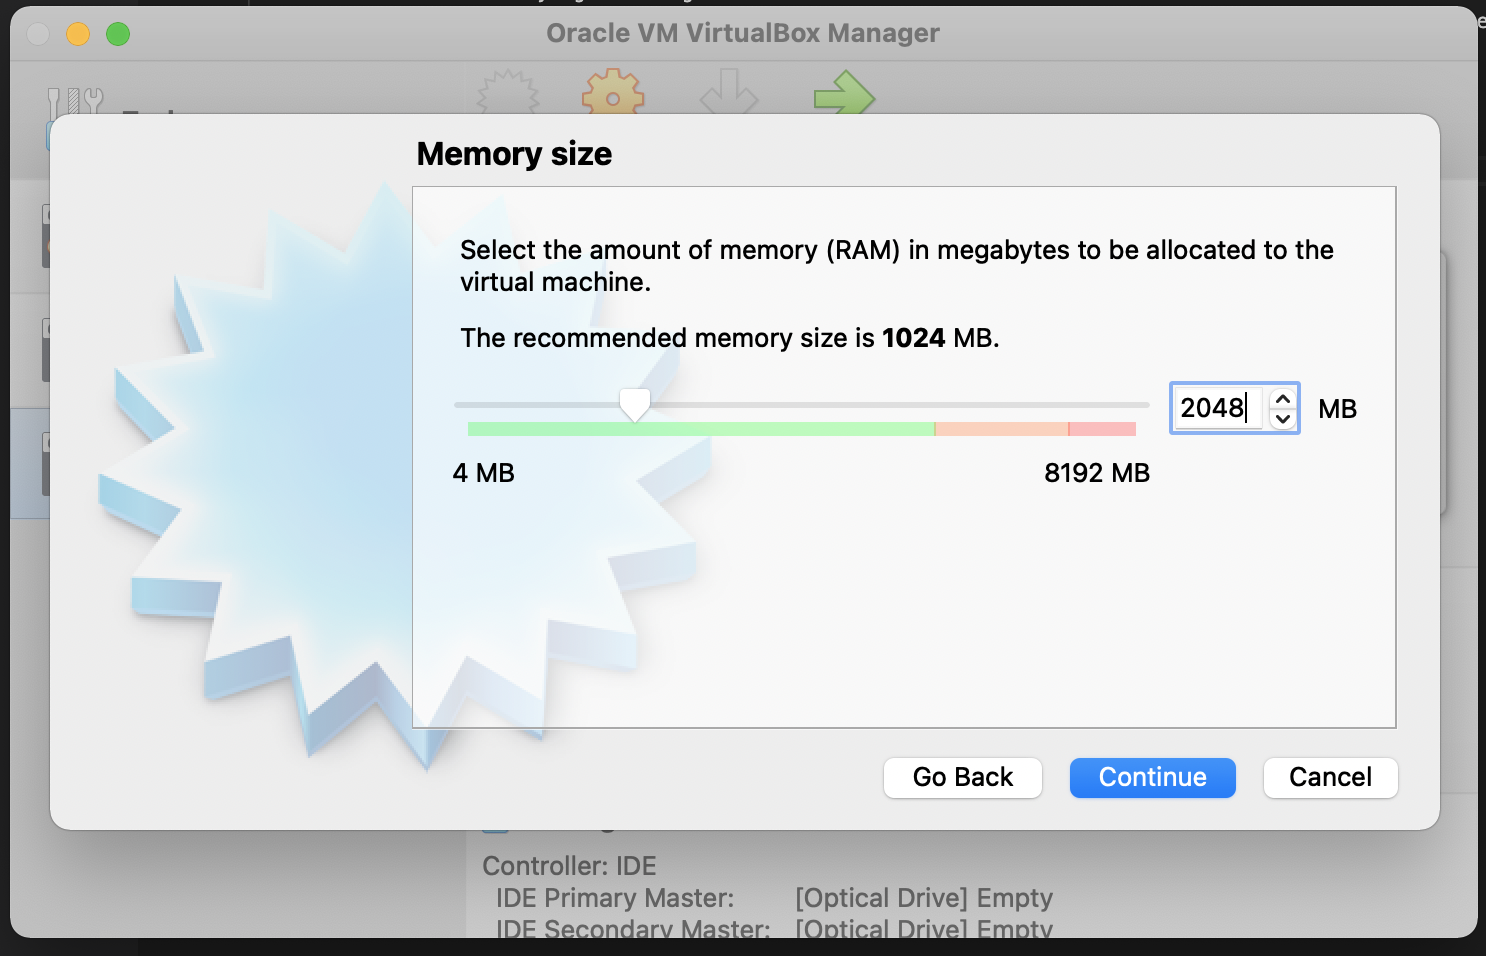 Oracle VM VirtualBox Manager
Memory size
Select the amount of memory (RAM) in megabytes to be allocated to the
virtual machine.
The recommended memory size is 1024 MB.
2048
MB
4 MB
8192 MB
Go Back
Continue
Cancel
Controller: IDE
IDE Primary Master: [Optical Drive] Empty
IDE Secondary Master: [Optical Drive] Empty